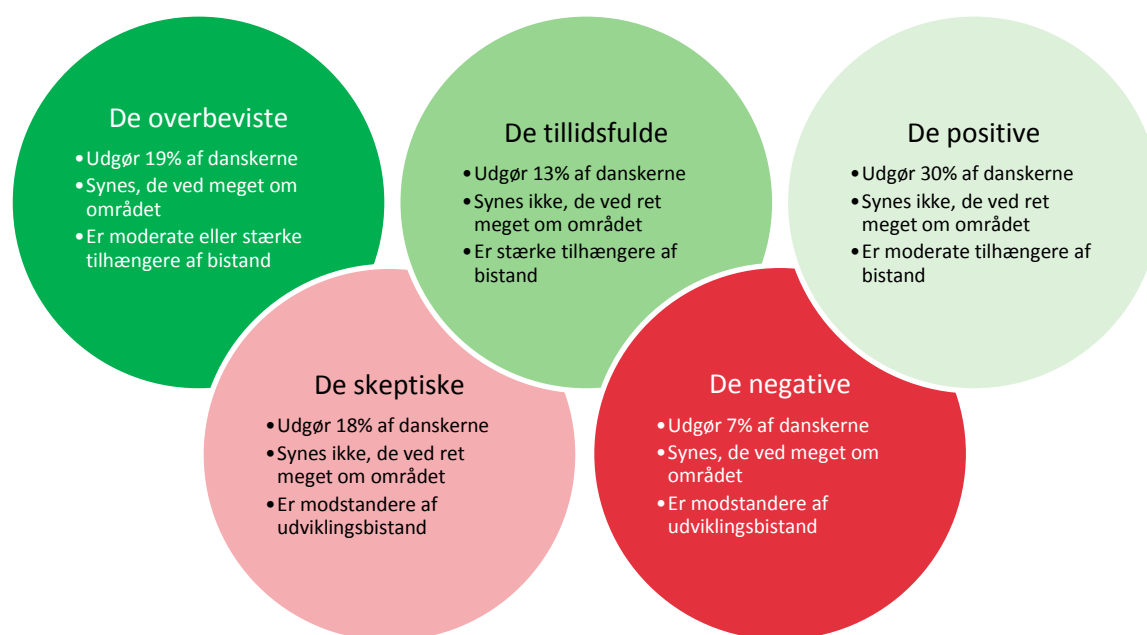 De overbeviste
•Udgør 19% af danskerne
•Synes, de ved meget om
området
•Er moderate eller stærke
tilhængere af bistand
De tillidsfulde
•Udgør 13% af danskerne
•Synes ikke, de ved ret
meget om området
•Er stærke tilhængere af
bistand
De positive
•Udgør 30% af danskerne
•Synes ikke, de ved ret
meget om området
•Er moderate tilhængere af
bistand
De skeptiske
•Udgør 18% af danskerne
•Synes ikke, de ved ret
meget om området
•Er modstandere af
udviklingsbistand
De negative
•Udgør 7% af danskerne
•Synes, de ved meget om
området
•Er modstandere af
udviklingsbistand